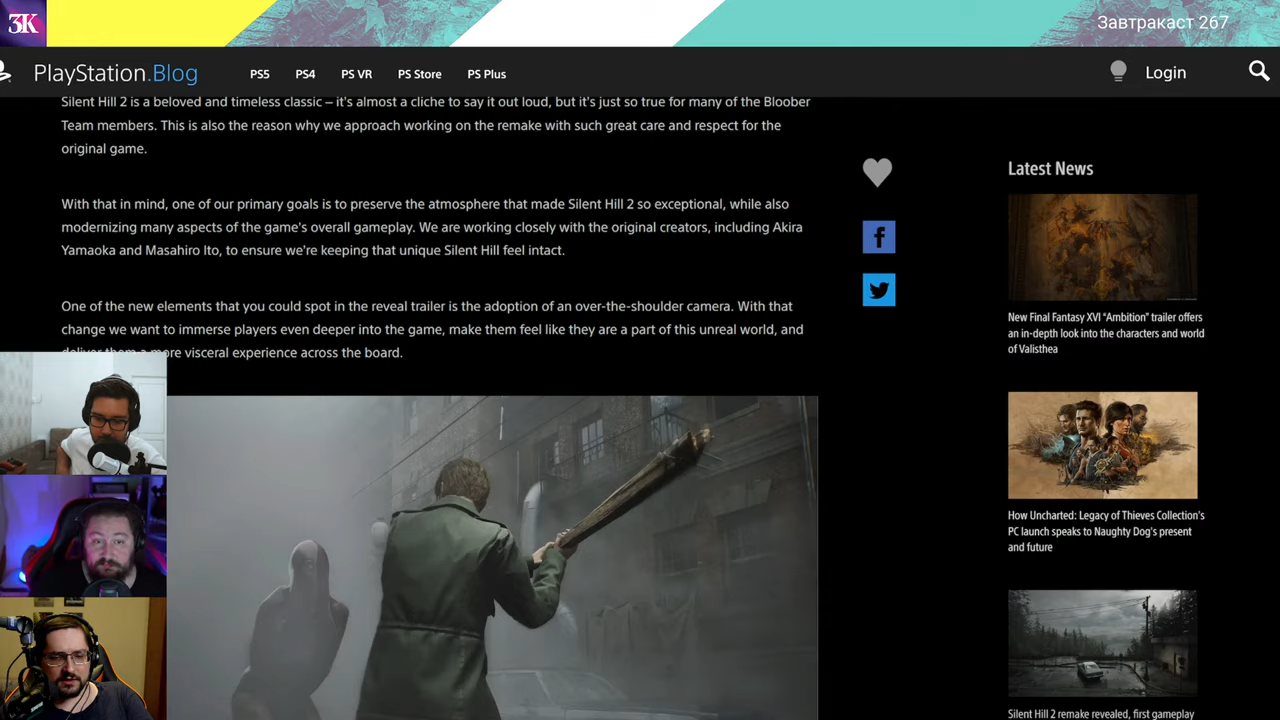 3K
Завтракаст 267
PlayStation.Blog
PS5
PS4
PS VR
PS Store
PS Plus
Login
Silent Hill 2 is a beloved and timeless classic – it's almost a cliche to say it out loud, but it's just so true for many of the Bloober
Team members. This is also the reason why we approach working on the remake with such great care and respect for the
original game.
With that in mind, one of our primary goals is to preserve the atmosphere that made Silent Hill 2 so exceptional, while also
modernizing many aspects of the game's overall gameplay. We are working closely with the original creators, including Akira
Yamaoka and Masahiro Ito, to ensure we're keeping that unique Silent Hill feel intact.
One of the new elements that you could spot in the reveal trailer is the adoption of an over-the-shoulder camera. With that
change we want to immerse players even deeper into the game, make them feel like they are a part of this unreal world, and
deliver them a more visceral experience across the board.
Latest News
New Final Fantasy XVI “Ambition” trailer offers
an in-depth look into the characters and world
of Valisthea
How Uncharted: Legacy of Thieves Collection's
PC launch speaks to Naughty Dog's present
and future
Silent Hill 2 remake revealed, first gameplay